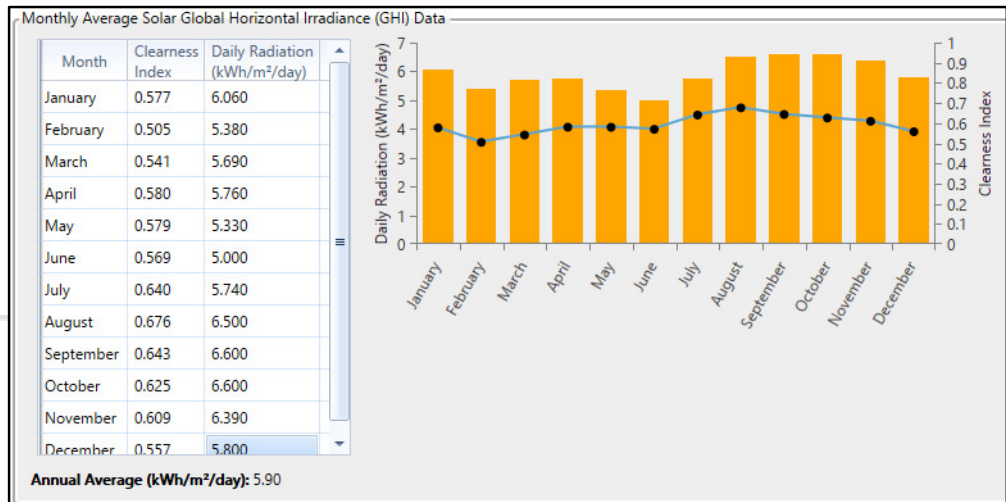 Monthly Average Solar Global Horizontal Irradiance (GHI) Data
Month Clearness Index Daily Radiation (kWh/m²/day)
January 0.577 6.060
February 0.505 5.380
March 0.541 5.690
April 0.580 5.760
May 0.579 5.330
June 0.569 5.000
July 0.640 5.740
August 0.676 6.500
September 0.643 6.600
October 0.625 6.600
November 0.609 6.390
December 0.557 5.800
Daily Radiation (kWh/m²/day)
7
6
5
4
3
2
1
0
1
0.9
0.8
0.7
0.6
0.5
0.4
0.3
0.2
0.1
0
Clearness Index
January
February
March
April
May
June
July
August
September
October
November
December
Annual Average (kWh/m²/day): 5.90